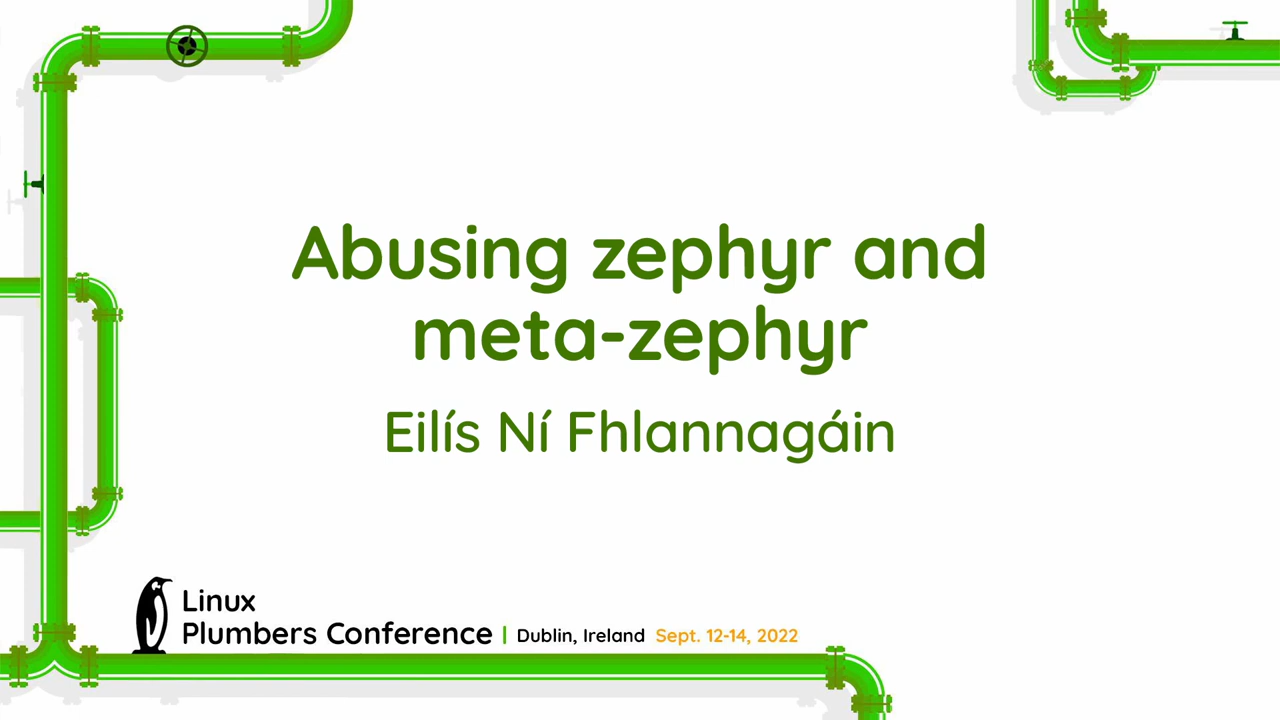 Abusing zephyr and
meta-zephyr
Eilís Ní Fhlannagáin
Linux
Plumbers Conference | Dublin, Ireland Sept. 12-14, 2022